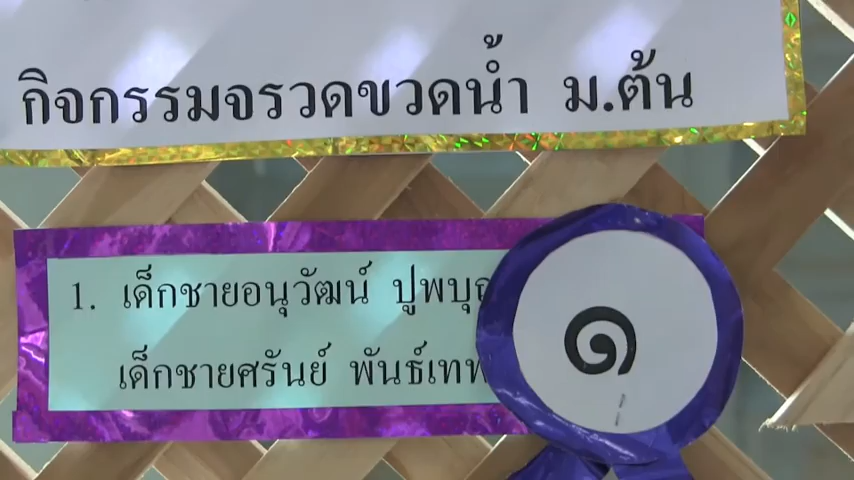 กิจกรรมจรวดขวดน้ำ ม.ต้น
1. เด็กชายอนุวัฒน์
เด็กชายศรันย์
๑